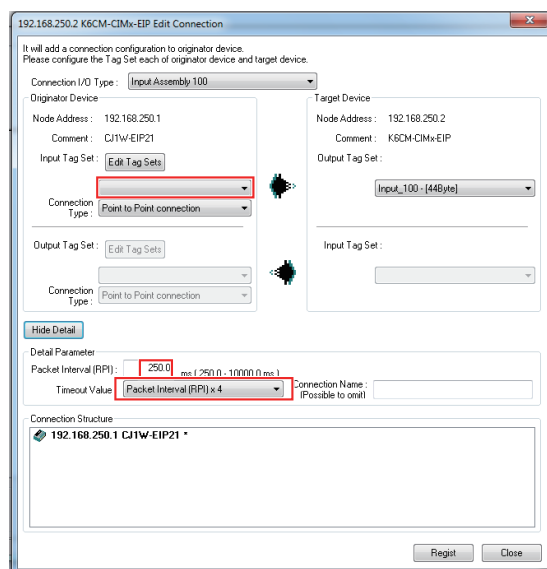 192.168.250.2 K6CM-CIMx-EIP Edit Connection
It will add a connection configuration to originator device.
Please configure the Tag Set each of originator device and target device.
Connection I/O Type : Input Assembly 100
Originator Device
Node Address : 192.168.250.1
Comment : CJ1W-EIP21
Input Tag Set : Edit Tag Sets
Connection Type : Point to Point connection
Output Tag Set : Edit Tag Sets
Connection Type : Point to Point connection
Target Device
Node Address : 192.168.250.2
Comment : K6CM-CIMx-EIP
Output Tag Set :
Input_100 - [44Byte]
Input Tag Set :
Hide Detail
Detail Parameter
Packet Interval (RPI) : 250.0 ms ( 250.0 - 10000.0 ms )
Timeout Value Packet Interval (RPI) x 4
Connection Name :
(Possible to omit)
Connection Structure
192.168.250.1 CJ1W-EIP21 *
Regist Close